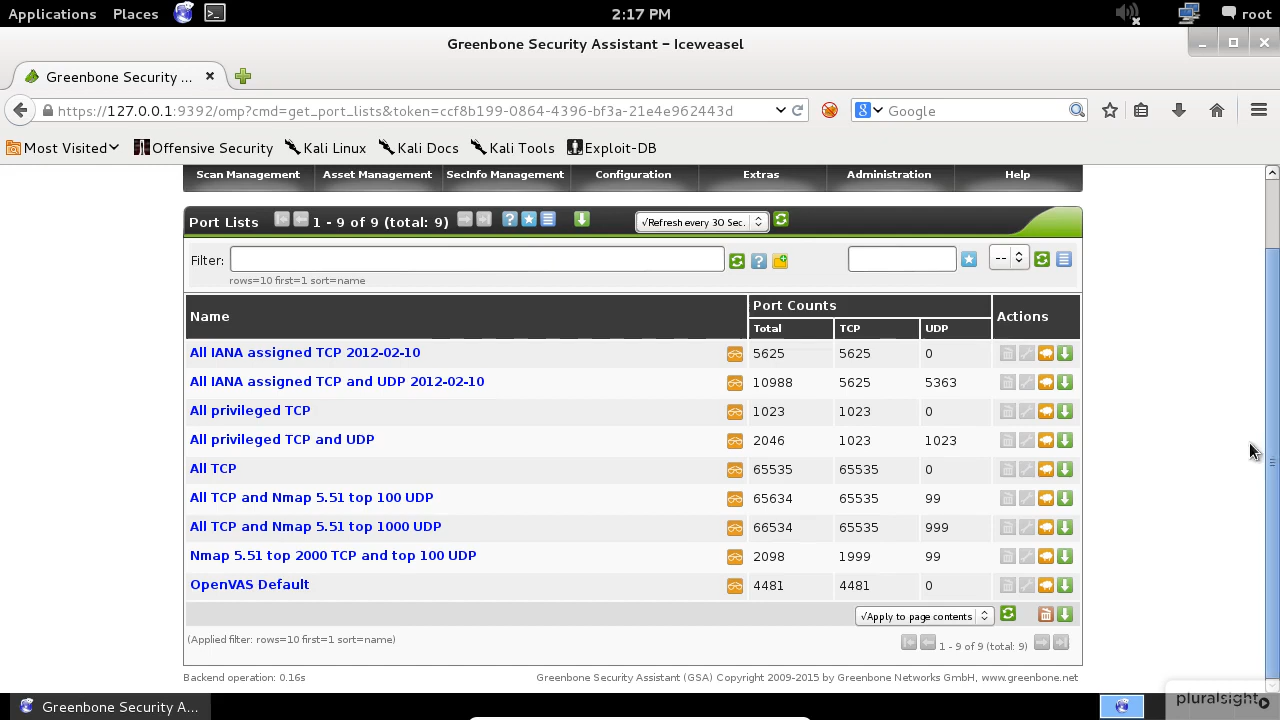 Applications Places 2:17 PM root
Greenbone Security Assistant – Iceweasel
Greenbone Security ...
https://127.0.0.1:9392/omp?cmd=get_port_lists&token=ccf8b199-0864-4396-bf3a-21e4e962443d Google
Most Visited Offensive Security Kali Linux Kali Docs Kali Tools Exploit-DB
Scan Management Asset Management SecInfo Management Configuration Extras Administration Help
Port Lists 1 - 9 of 9 (total: 9) √Refresh every 30 Sec.
Filter: --
rows=10 first=1 sort=name
Name Port Counts Actions
Total TCP UDP
All IANA assigned TCP 2012-02-10 5625 5625 0
All IANA assigned TCP and UDP 2012-02-10 10988 5625 5363
All privileged TCP 1023 1023 0
All privileged TCP and UDP 2046 1023 1023
All TCP 65535 65535 0
All TCP and Nmap 5.51 top 100 UDP 65634 65535 99
All TCP and Nmap 5.51 top 1000 UDP 66534 65535 999
Nmap 5.51 top 2000 TCP and top 100 UDP 2098 1999 99
OpenVAS Default 4481 4481 0
√Apply to page contents
(Applied filter: rows=10 first=1 sort=name) 1 - 9 of 9 (total: 9)
Backend operation: 0.16s Greenbone Security Assistant (GSA) Copyright 2009-2015 by Greenbone Networks GmbH, www.greenbone.net
Greenbone Security A... pluralsight